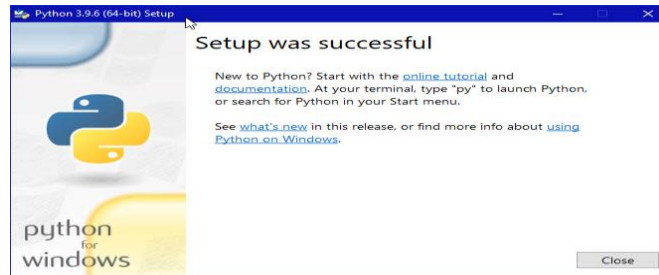 Python 3.9.6 (64-bit) Setup
Setup was successful
New to Python? Start with the online tutorial and
documentation. At your terminal, type "py" to launch Python,
or search for Python in your Start menu.
See what's new in this release, or find more info about using
Python on Windows.
python
for
windows
Close